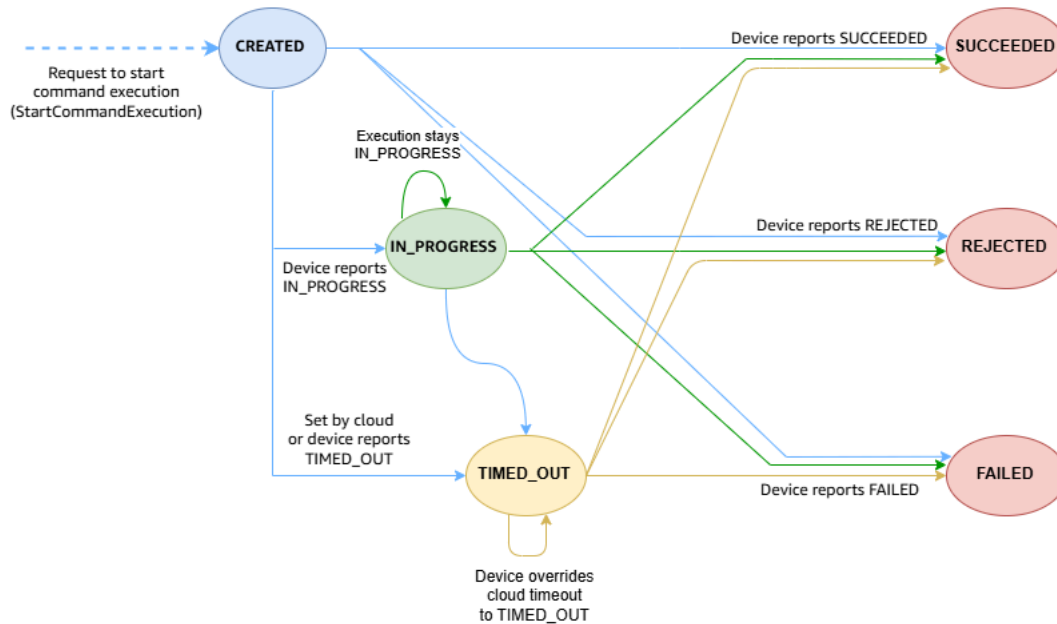 CREATED
Device reports SUCCEEDED
SUCCEEDED
Request to start
command execution
(StartCommandExecution)
Execution stays
IN_PROGRESS
IN_PROGRESS
Device reports REJECTED
REJECTED
Device reports
IN_PROGRESS
Set by cloud
or device reports
TIMED_OUT
TIMED_OUT
Device reports FAILED
FAILED
Device overrides
cloud timeout
to TIMED_OUT